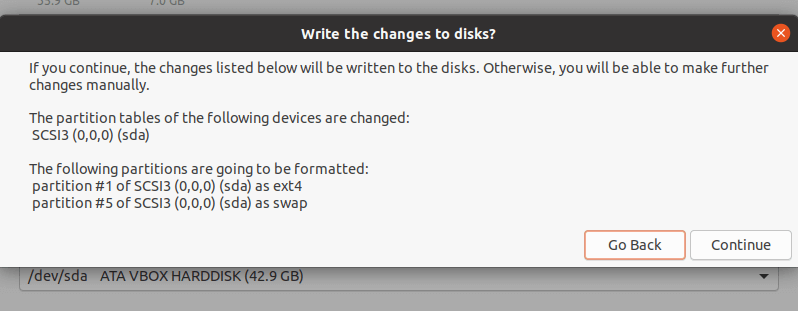 33.9 GB 7.0 GB
Write the changes to disks?
If you continue, the changes listed below will be written to the disks. Otherwise, you will be able to make further
changes manually.
The partition tables of the following devices are changed:
SCSI3 (0,0,0) (sda)
The following partitions are going to be formatted:
partition #1 of SCSI3 (0,0,0) (sda) as ext4
partition #5 of SCSI3 (0,0,0) (sda) as swap
Go Back Continue
/dev/sda ATA VBOX HARDDISK (42.9 GB)